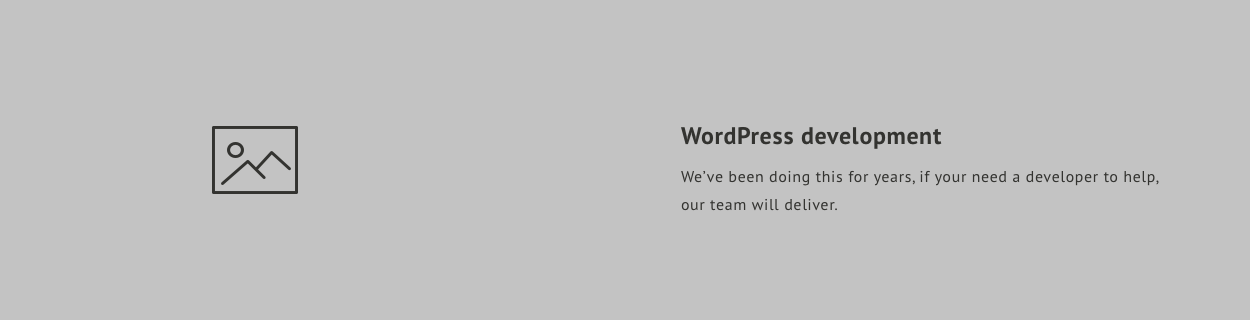 WordPress development
We’ve been doing this for years, if your need a developer to help,
our team will deliver.